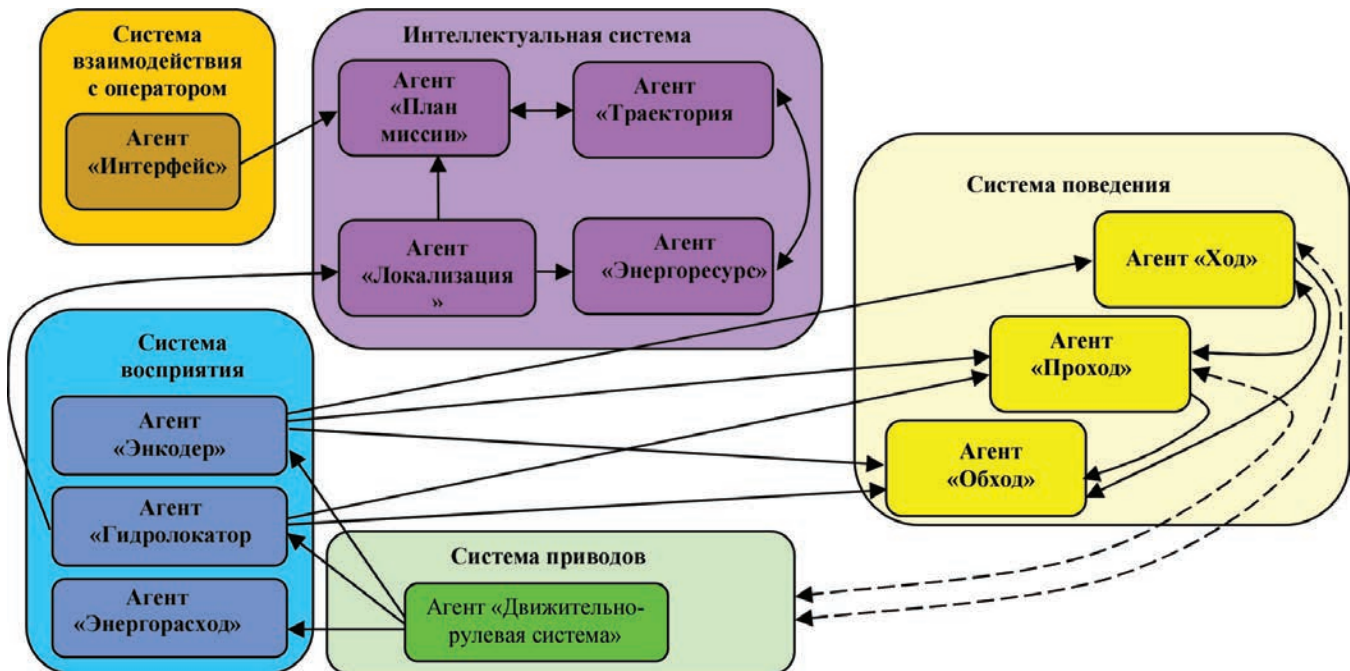 Система
взаимодействия
с оператором
Агент
«Интерфейс»
Интеллектуальная система
Агент
«План
миссии»
Агент
«Траектория
Агент
«Локализация
»
Агент
«Энергоресурс»
Система поведения
Агент «Ход»
Агент
«Проход»
Агент
«Обход»
Система
восприятия
Агент
«Энкодер»
Агент
«Гидролокатор
Агент
«Энергорасход»
Система приводов
Агент «Движительно-
рулевая система»